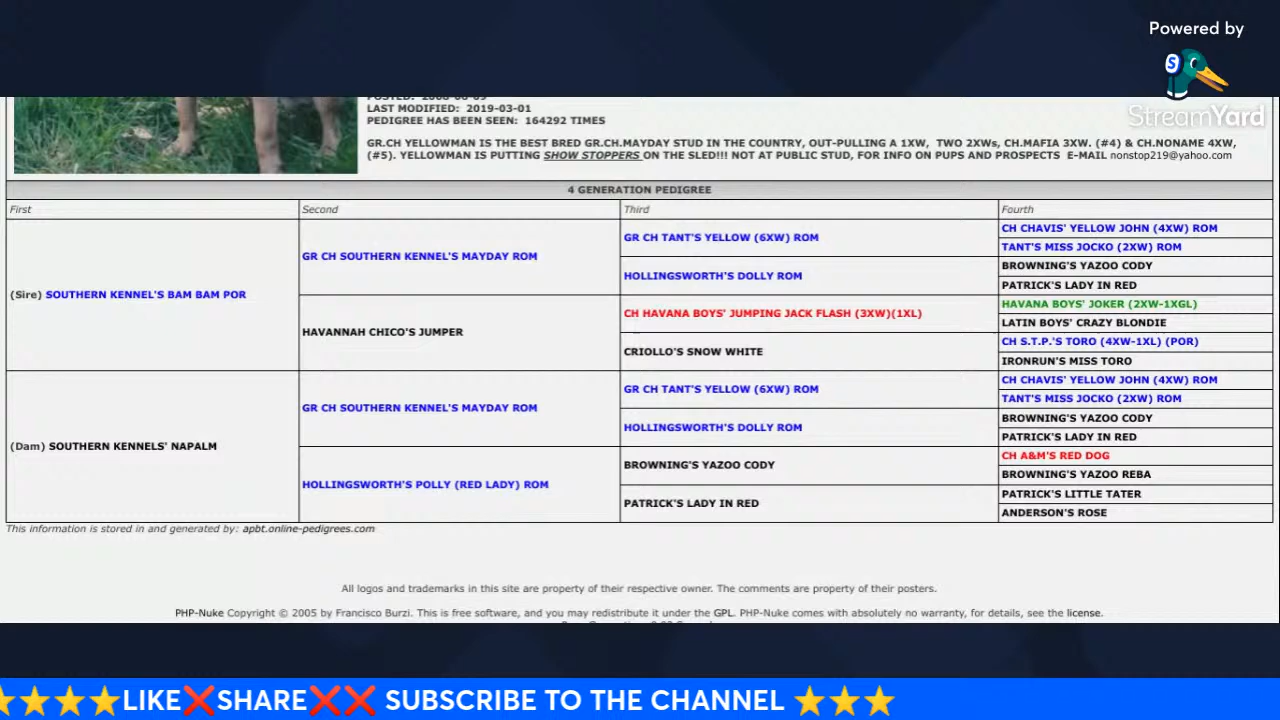 Powered by
StreamYard
POSTED: 2008-06-09
LAST MODIFIED: 2019-03-01
PEDIGREE HAS BEEN SEEN: 164292 TIMES
GR.CH YELLOWMAN IS THE BEST BRED GR.CH.MAYDAY STUD IN THE COUNTRY, OUT-PULLING A 1XW, TWO 2XWs, CH.MAFIA 3XW. (#4) & CH.NONAME 4XW,
(#5). YELLOWMAN IS PUTTING SHOW STOPPERS ON THE SLED!!! NOT AT PUBLIC STUD, FOR INFO ON PUPS AND PROSPECTS E-MAIL nonstop219@yahoo.com
4 GENERATION PEDIGREE
First Second Third Fourth
(Sire) SOUTHERN KENNEL'S BAM BAM POR
GR CH SOUTHERN KENNEL'S MAYDAY ROM
GR CH TANT'S YELLOW (6XW) ROM
CH CHAVIS' YELLOW JOHN (4XW) ROM
TANT'S MISS JOCKO (2XW) ROM
HOLLINGSWORTH'S DOLLY ROM
BROWNING'S YAZOO CODY
PATRICK'S LADY IN RED
HAVANNAH CHICO'S JUMPER
CH HAVANA BOYS' JUMPING JACK FLASH (3XW)(1XL)
HAVANA BOYS' JOKER (2XW-1XGL)
LATIN BOYS' CRAZY BLONDIE
CRIOLLO'S SNOW WHITE
CH S.T.P.'S TORO (4XW-1XL) (POR)
IRONRUN'S MISS TORO
(Dam) SOUTHERN KENNELS' NAPALM
GR CH SOUTHERN KENNEL'S MAYDAY ROM
GR CH TANT'S YELLOW (6XW) ROM
CH CHAVIS' YELLOW JOHN (4XW) ROM
TANT'S MISS JOCKO (2XW) ROM
HOLLINGSWORTH'S DOLLY ROM
BROWNING'S YAZOO CODY
PATRICK'S LADY IN RED
HOLLINGSWORTH'S POLLY (RED LADY) ROM
BROWNING'S YAZOO CODY
CH A&M'S RED DOG
BROWNING'S YAZOO REBA
PATRICK'S LADY IN RED
PATRICK'S LITTLE TATER
ANDERSON'S ROSE
This information is stored in and generated by: apbt.online-pedigrees.com
All logos and trademarks in this site are property of their respective owner. The comments are property of their posters.
PHP-Nuke Copyright © 2005 by Francisco Burzi. This is free software, and you may redistribute it under the GPL. PHP-Nuke comes with absolutely no warranty, for details, see the license.
LIKE❌SHARE❌❌ SUBSCRIBE TO THE CHANNEL